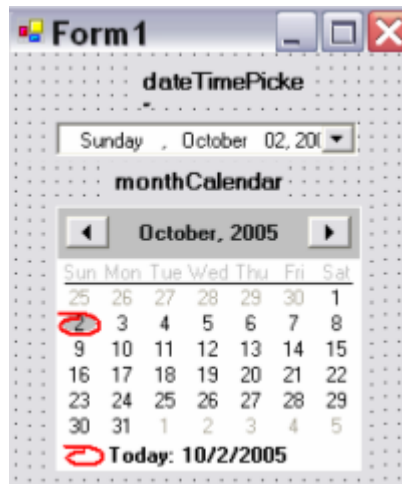 Form1
dateTimePicke
Sunday , October 02, 200
monthCalendar
October, 2005
Sun Mon Tue Wed Thu Fri Sat
25 26 27 28 29 30 1
2 3 4 5 6 7 8
9 10 11 12 13 14 15
16 17 18 19 20 21 22
23 24 25 26 27 28 29
30 31 1 2 3 4 5
Today: 10/2/2005